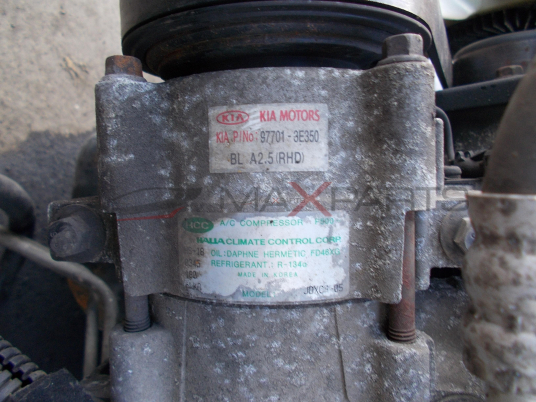 KIA KIA MOTORS
KIA P/No: 97701-3E350
BL A2.5(RHD)
MAXPARTS
HCC A/C COMPRESSOR
HALLA CLIMATE CONTROL CORP
OIL:DAPHNE HERMETIC
REFRIGERANT: R-134a
MADE IN KOREA
MODEL: